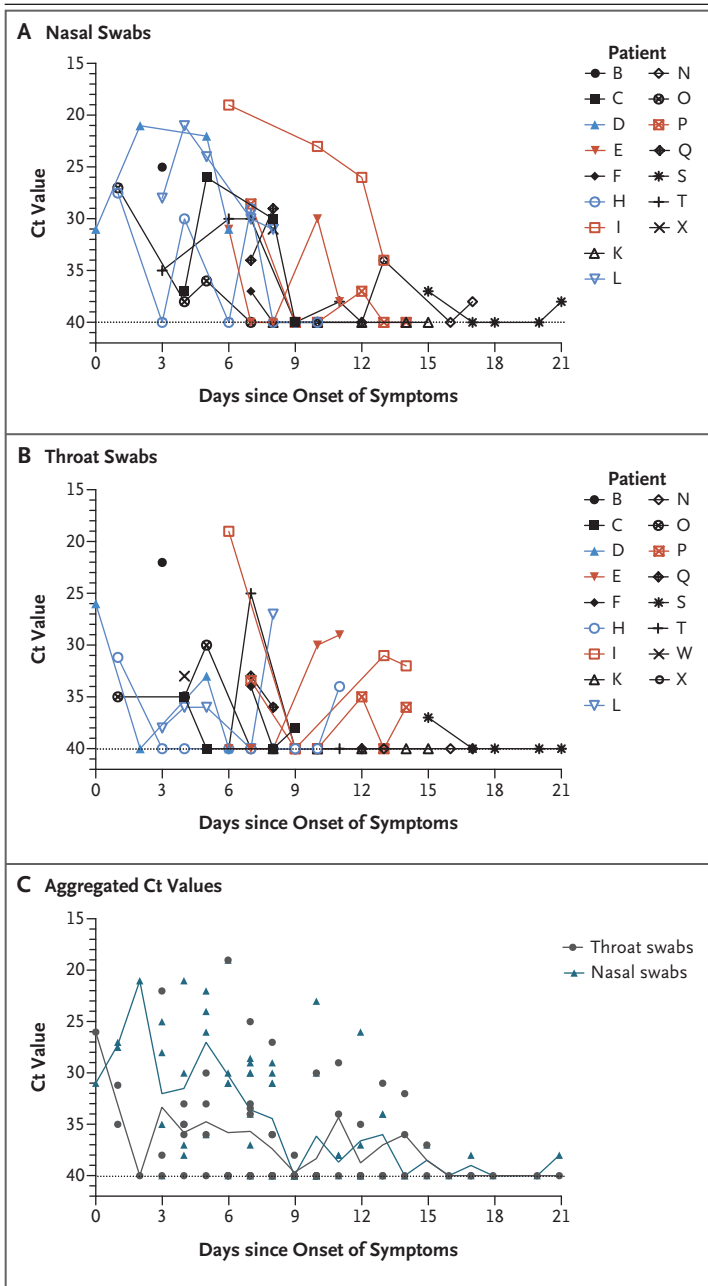 A Nasal Swabs
15
20
25
30
35
40
Ct Value
0 3 6 9 12 15 18 21
Days since Onset of Symptoms
Patient
B N
C O
D P
E Q
F S
H T
I X
K
L
B Throat Swabs
15
20
25
30
35
40
Ct Value
0 3 6 9 12 15 18 21
Days since Onset of Symptoms
Patient
B N
C O
D P
E Q
F S
H T
I W
K X
L
C Aggregated Ct Values
15
20
25
30
35
40
Ct Value
0 3 6 9 12 15 18 21
Days since Onset of Symptoms
Throat swabs
Nasal swabs